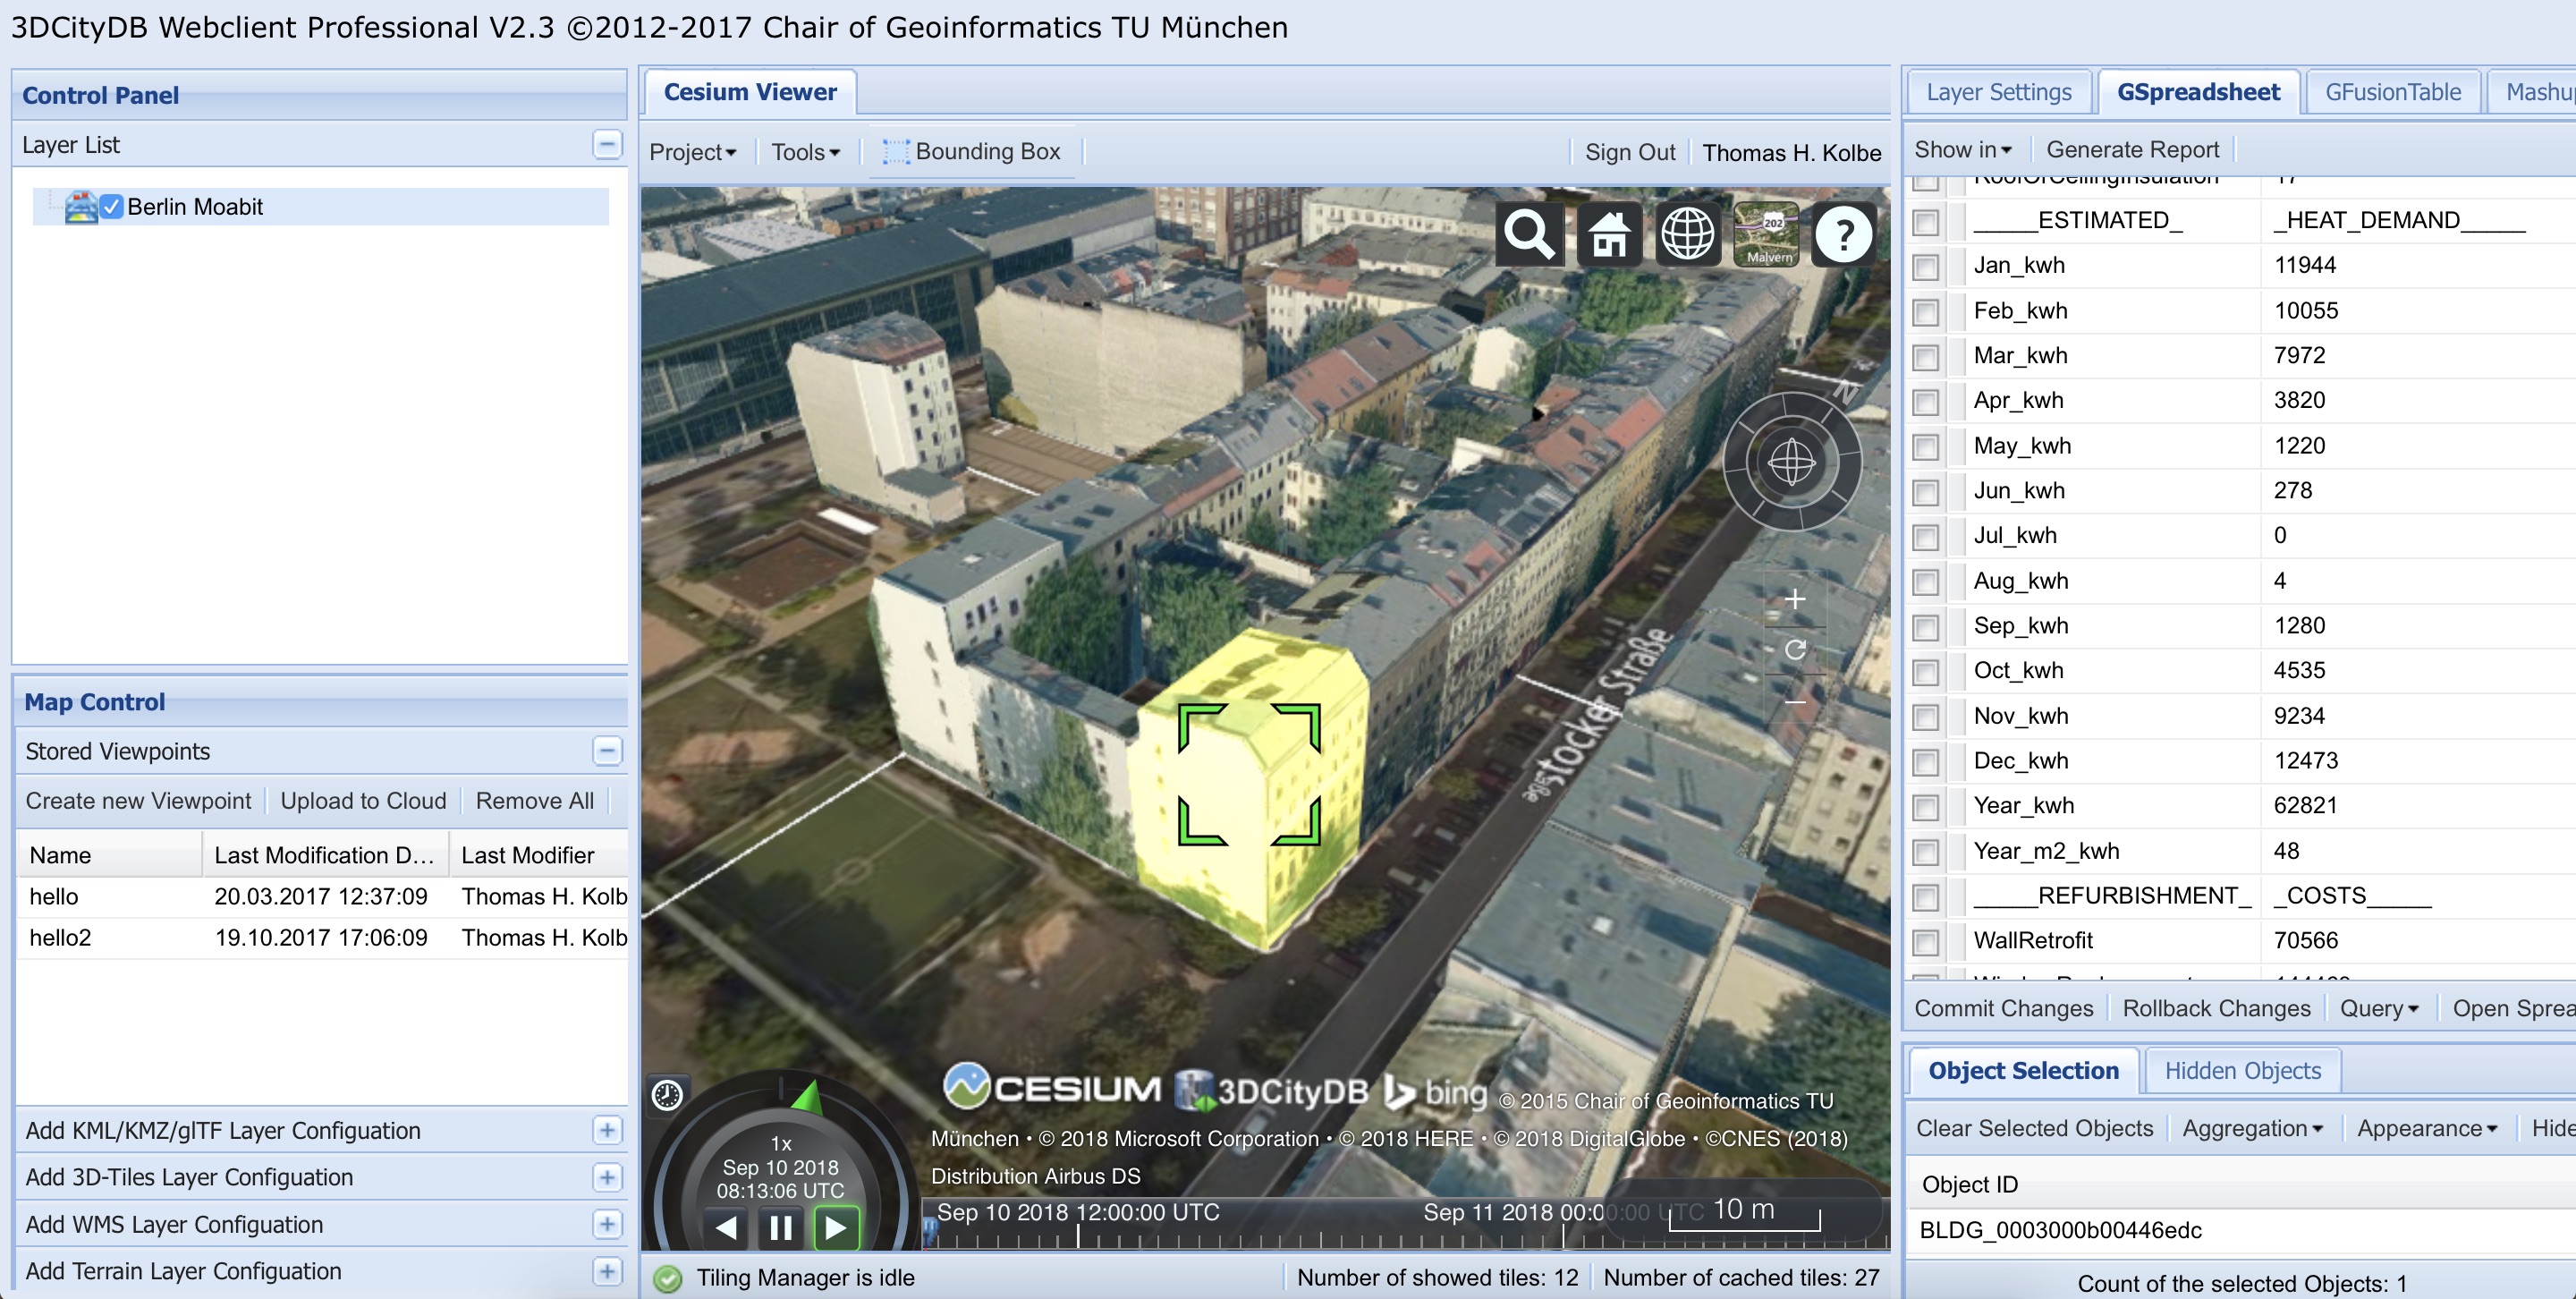 3DCityDB Webclient Professional V2.3 ©2012-2017 Chair of Geoinformatics TU München
Control Panel
Layer List
Berlin Moabit
Map Control
Stored Viewpoints
Create new Viewpoint Upload to Cloud Remove All
Name Last Modification D... Last Modifier
hello 20.03.2017 12:37:09 Thomas H. Kolb
hello2 19.10.2017 17:06:09 Thomas H. Kolb
Add KML/KMZ/glTF Layer Configuation
Add 3D-Tiles Layer Configuation
Add WMS Layer Configuation
Add Terrain Layer Configuation
Cesium Viewer
Project Tools Bounding Box Sign Out Thomas H. Kolbe
202
Malvern
?
N
stocker Straße
CESIUM 3DCityDB bing © 2015 Chair of Geoinformatics TU
München • © 2018 Microsoft Corporation • © 2018 HERE • © 2018 DigitalGlobe • ©CNES (2018)
Distribution Airbus DS
1x
Sep 10 2018
08:13:06 UTC
Sep 10 2018 12:00:00 UTC Sep 11 2018 00:00:00 UTC
10 m
Tiling Manager is idle Number of showed tiles: 12 Number of cached tiles: 27
Layer Settings GSpreadsheet GFusionTable Mashup
Show in Generate Report
RoofOrCeilingInsulation 17
_____ESTIMATED_ _HEAT_DEMAND_____
Jan_kwh 11944
Feb_kwh 10055
Mar_kwh 7972
Apr_kwh 3820
May_kwh 1220
Jun_kwh 278
Jul_kwh 0
Aug_kwh 4
Sep_kwh 1280
Oct_kwh 4535
Nov_kwh 9234
Dec_kwh 12473
Year_kwh 62821
Year_m2_kwh 48
_____REFURBISHMENT_ _COSTS_____
WallRetrofit 70566
Commit Changes Rollback Changes Query Open Sprea
Object Selection Hidden Objects
Clear Selected Objects Aggregation Appearance Hide
Object ID
BLDG_0003000b00446edc
Count of the selected Objects: 1